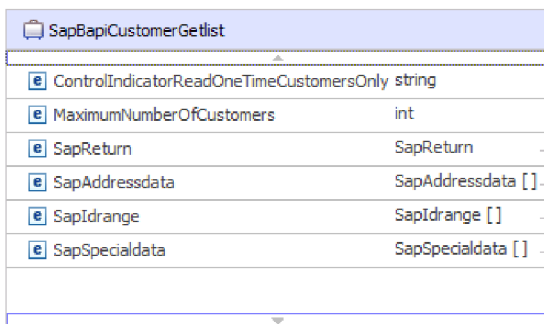 SapBapiCustomerGetlist
e ControlIndicatorReadOneTimeCustomersOnly string
e MaximumNumberOfCustomers int
e SapReturn SapReturn
e SapAddressdata SapAddressdata []
e SapIdrange SapIdrange []
e SapSpecialdata SapSpecialdata []